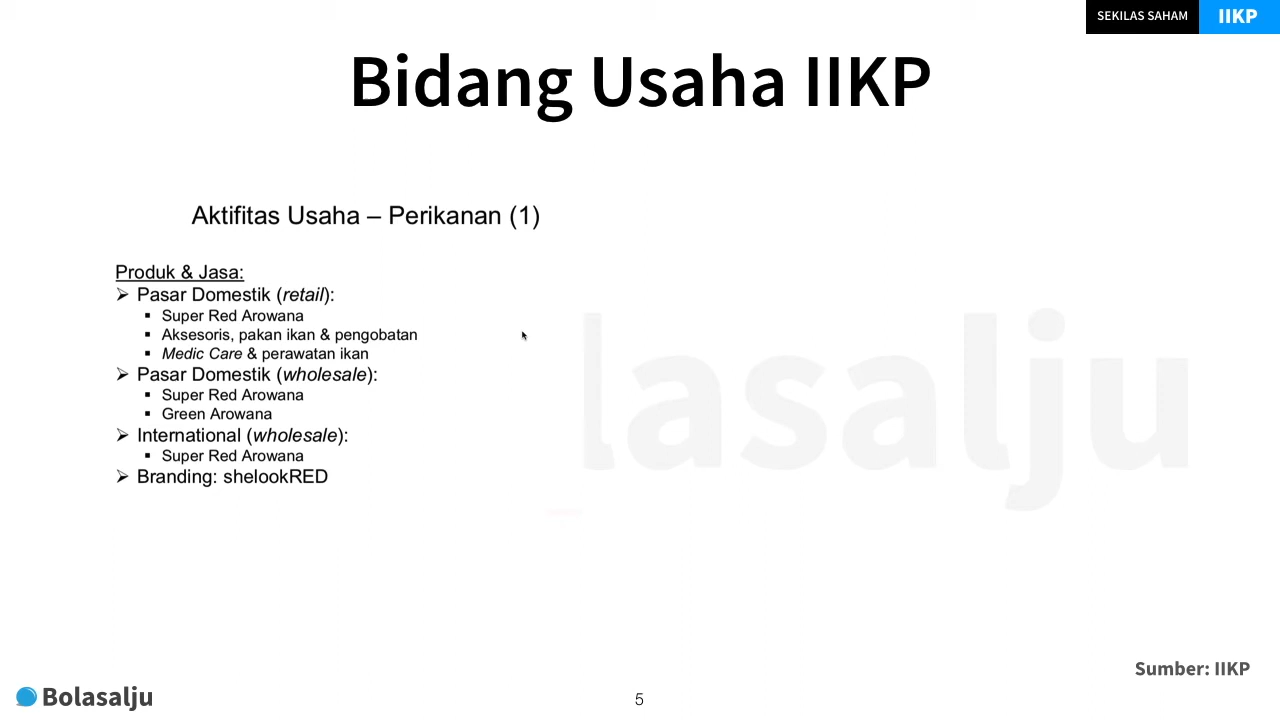 SEKILAS SAHAM IIKP
Bidang Usaha IIKP
Aktifitas Usaha – Perikanan (1)
Produk & Jasa:
➢ Pasar Domestik (retail):
▪ Super Red Arowana
▪ Aksesoris, pakan ikan & pengobatan
▪ Medic Care & perawatan ikan
➢ Pasar Domestik (wholesale):
▪ Super Red Arowana
▪ Green Arowana
➢ International (wholesale):
▪ Super Red Arowana
➢ Branding: shelookRED
lasalju
Sumber: IIKP
Bolasalju
5